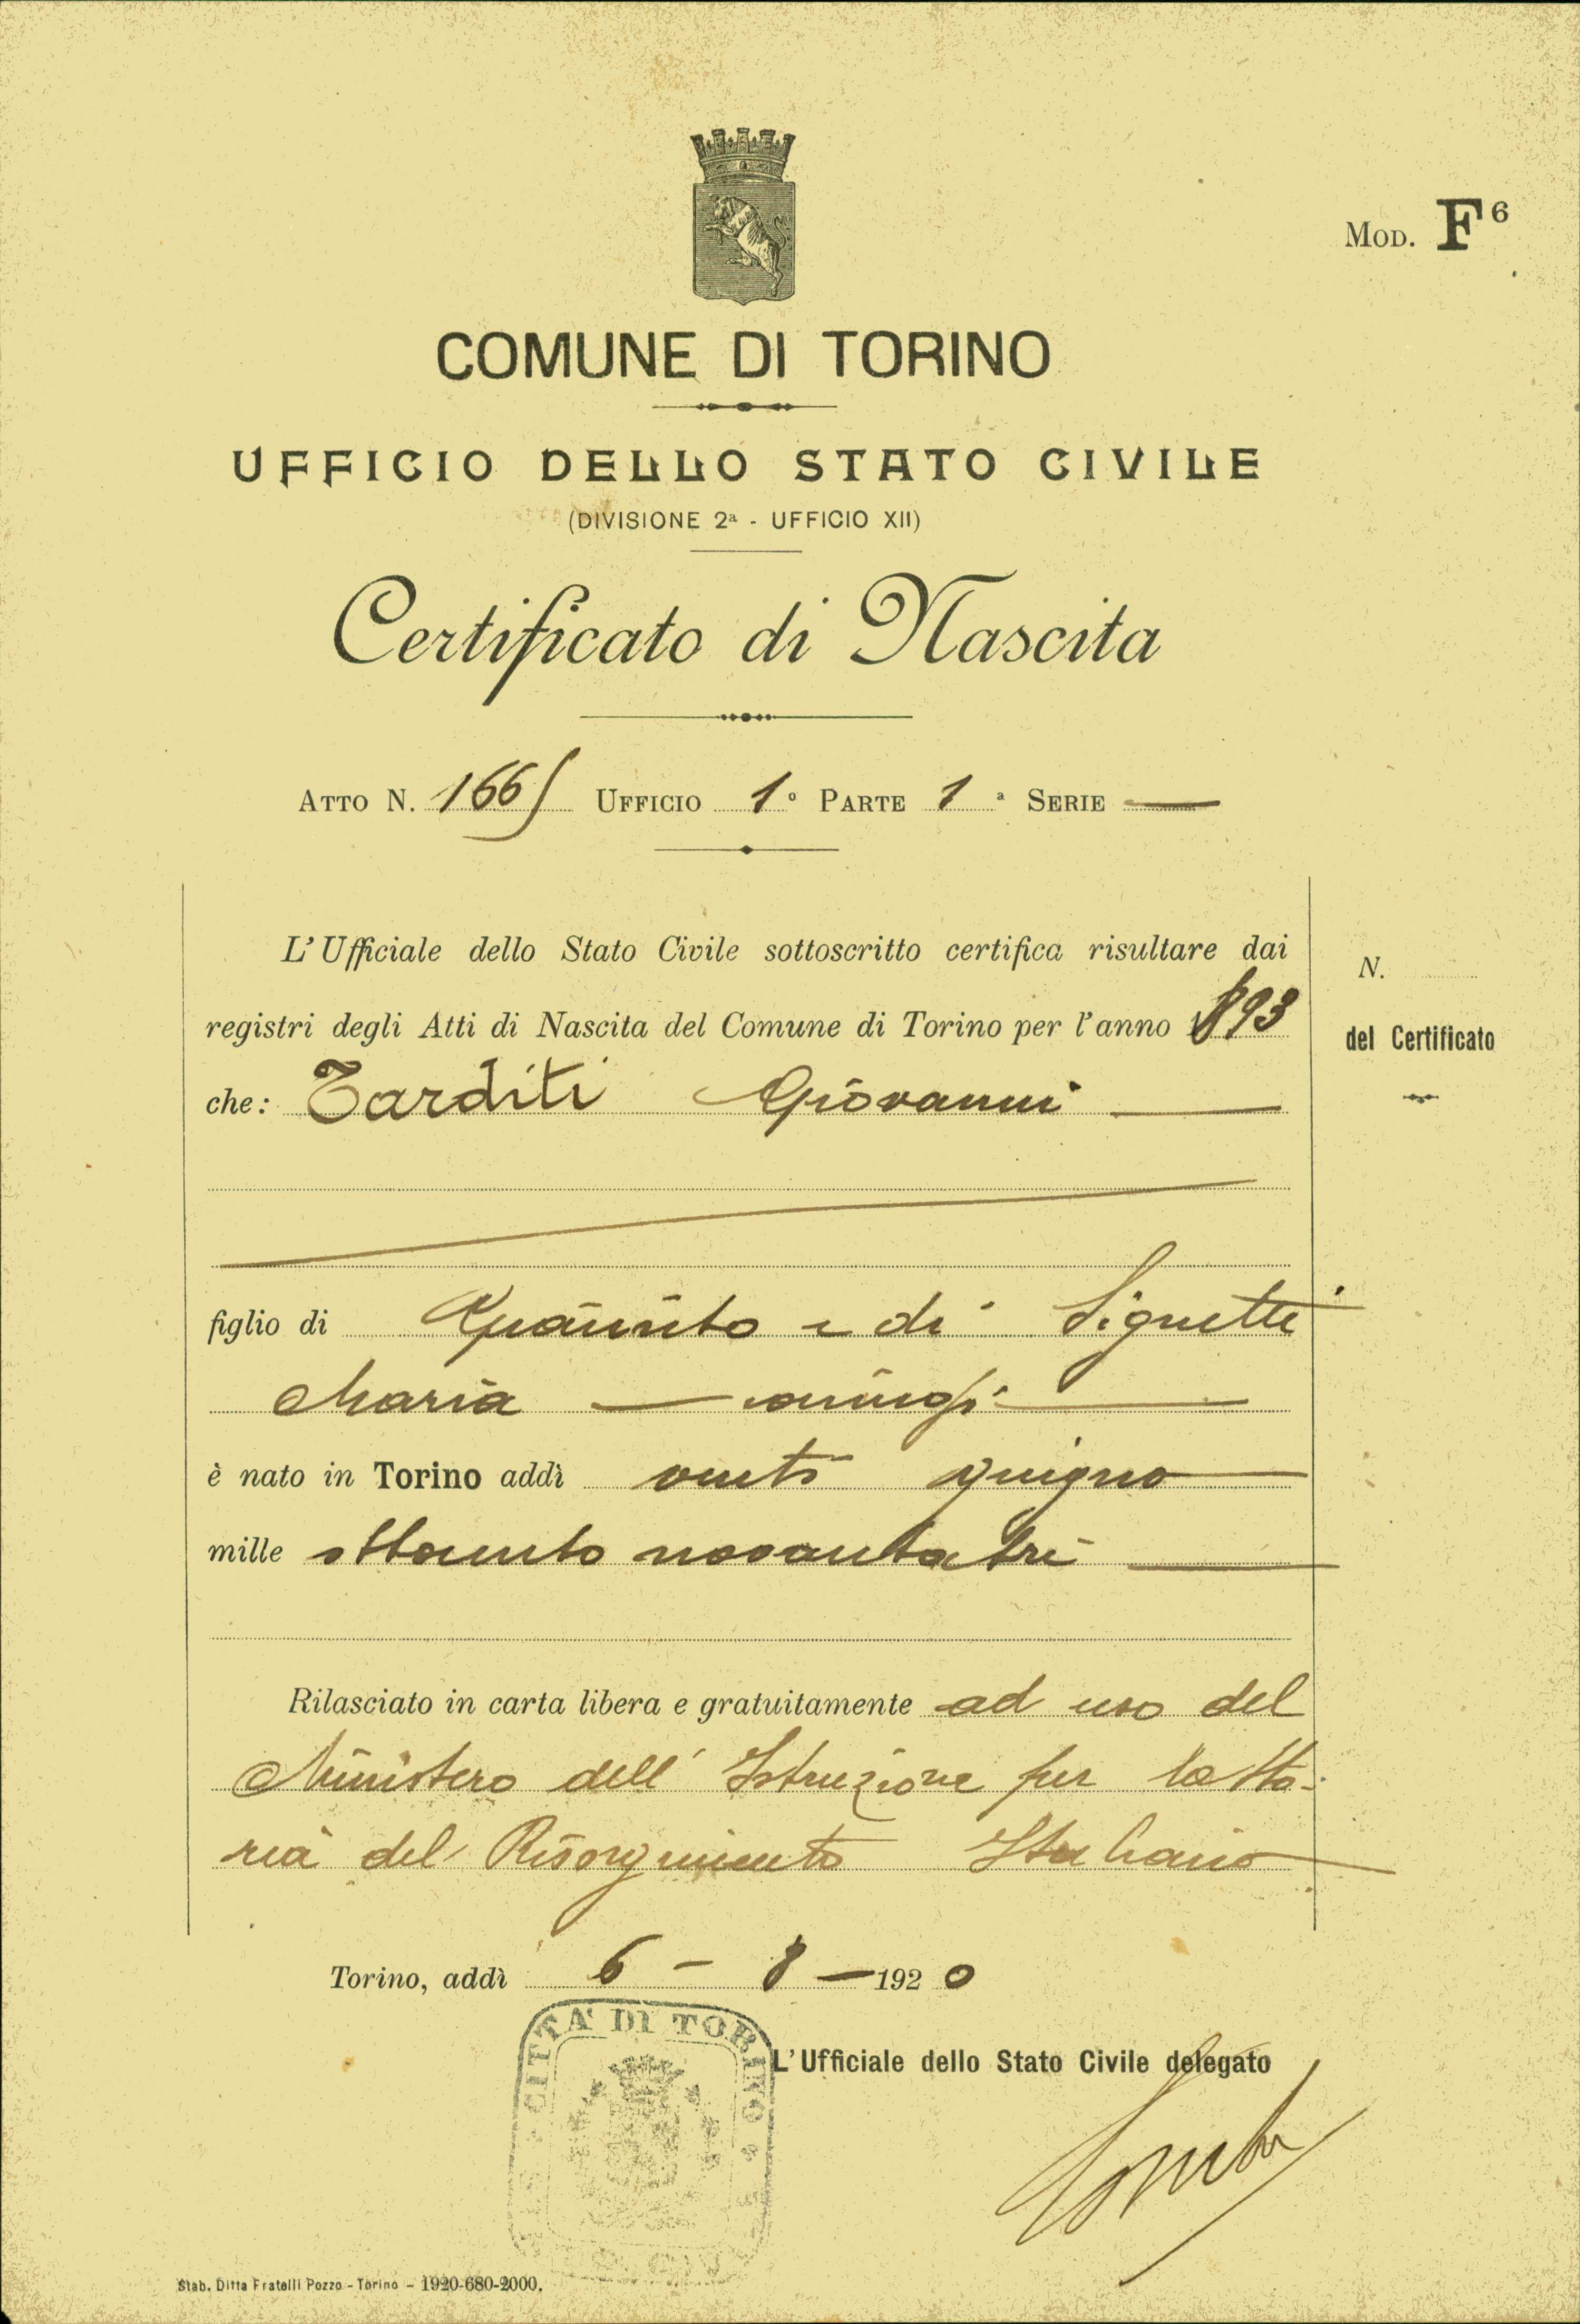 MOD. F⁶
COMUNE DI TORINO
UFFICIO DELLO STATO CIVILE
(DIVISIONE 2ª - UFFICIO XII)
Certificato di Nascita
ATTO N. 1665 UFFICIO 1º PARTE 1ª SERIE —
L'Ufficiale dello Stato Civile sottoscritto certifica risultare dai
registri degli Atti di Nascita del Comune di Torino per l'anno 1893
che: Tarditi Giovanni
figlio di e di Signetti
Maria — coniugi —
è nato in Torino addì venti giugno
mille ottocento novantatre
Rilasciato in carta libera e gratuitamente ad uso del
Ministero dell' Istruzione per la Sto-
ria del Risorgimento Italiano
N.
del Certificato
Torino, addì 6 - 8 - 1920
CITTÀ DI TORINO
L'Ufficiale dello Stato Civile delegato
Stab. Ditta Fratelli Pozzo - Torino - 1920-680-2000.